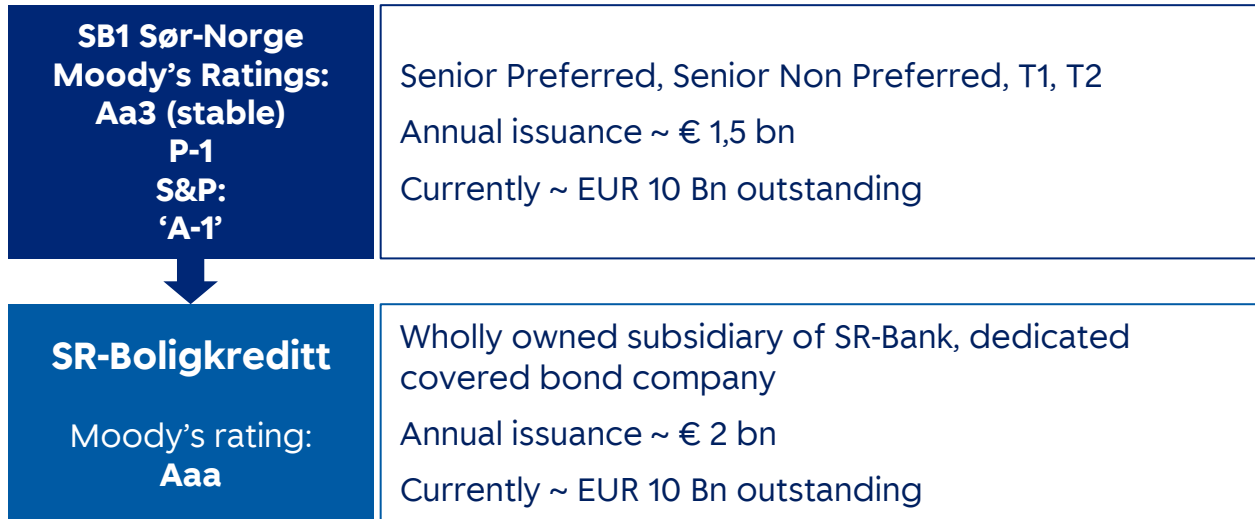 SB1 Sør-Norge
Moody’s Ratings:
Aa3 (stable)
P-1
S&P:
‘A-1’
Senior Preferred, Senior Non Preferred, T1, T2
Annual issuance ~ € 1,5 bn
Currently ~ EUR 10 Bn outstanding
SR-Boligkreditt
Moody’s rating:
Aaa
Wholly owned subsidiary of SR-Bank, dedicated
covered bond company
Annual issuance ~ € 2 bn
Currently ~ EUR 10 Bn outstanding